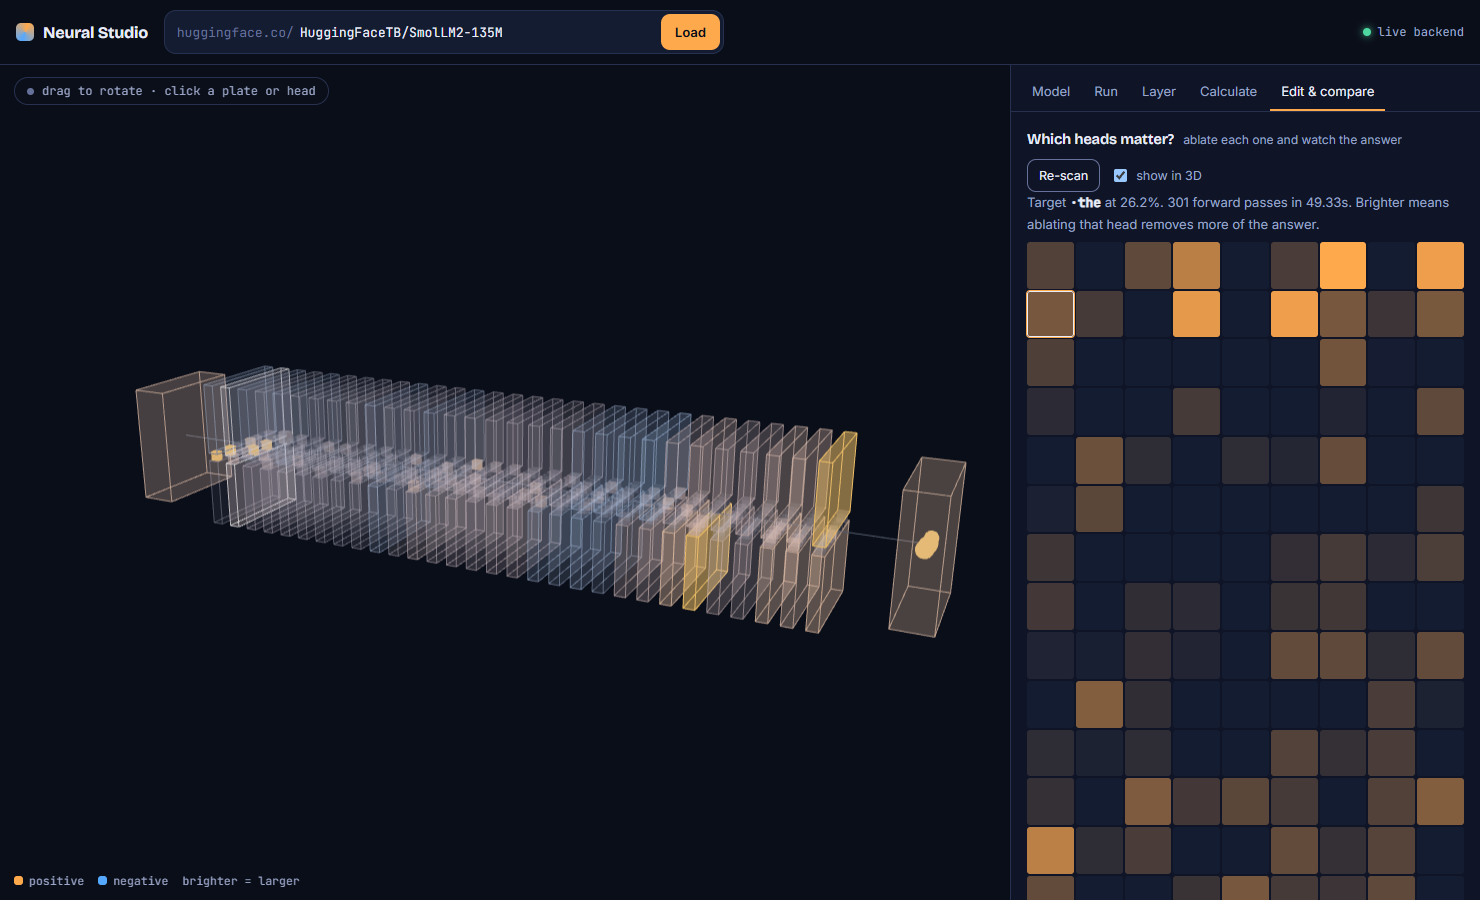 Neural Studio
huggingface.co/ HuggingFaceTB/SmolLM2-135M
Load
live backend
drag to rotate · click a plate or head
Model Run Layer Calculate Edit & compare
Which heads matter? ablate each one and watch the answer
Re-scan show in 3D
Target ·the at 26.2%. 301 forward passes in 49.33s. Brighter means
ablating that head removes more of the answer.
positive negative brighter = larger